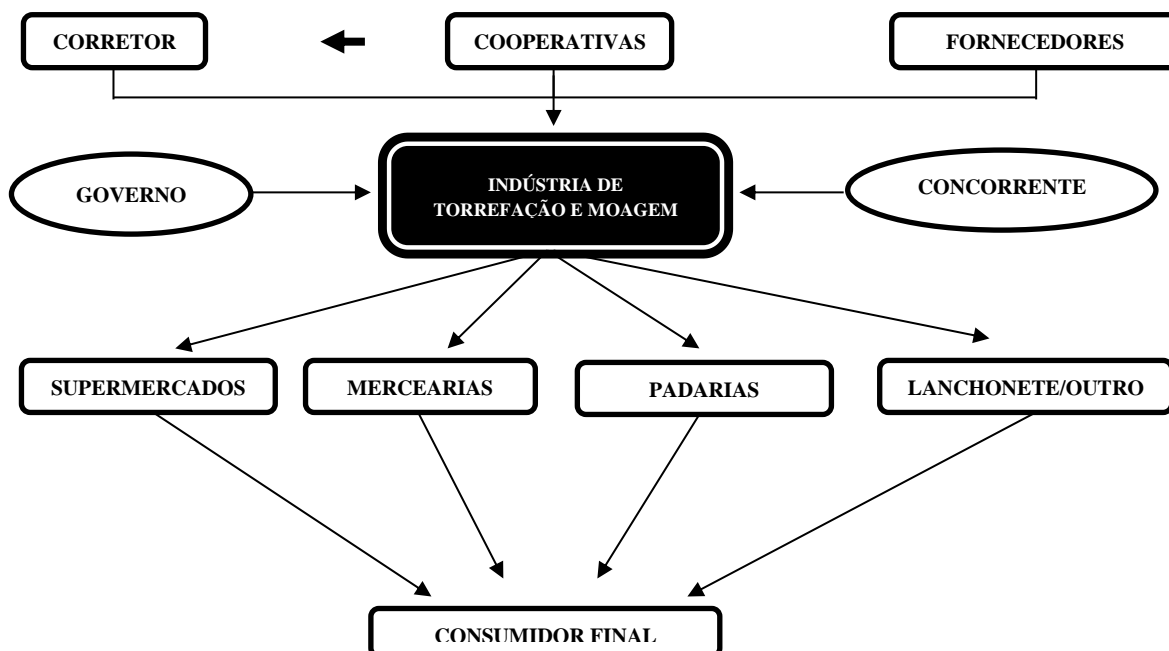 CORRETOR
COOPERATIVAS
FORNECEDORES
GOVERNO
INDÚSTRIA DE
TORREFAÇÃO E MOAGEM
CONCORRENTE
SUPERMERCADOS
MERCEARIAS
PADARIAS
LANCHONETE/OUTRO
CONSUMIDOR FINAL